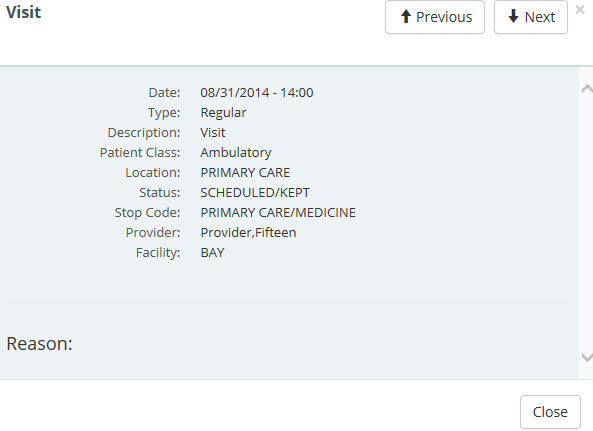 Visit
Previous
Next
×
Date: 08/31/2014 - 14:00
Type: Regular
Description: Visit
Patient Class: Ambulatory
Location: PRIMARY CARE
Status: SCHEDULED/KEPT
Stop Code: PRIMARY CARE/MEDICINE
Provider: Provider,Fifteen
Facility: BAY
Reason:
Close